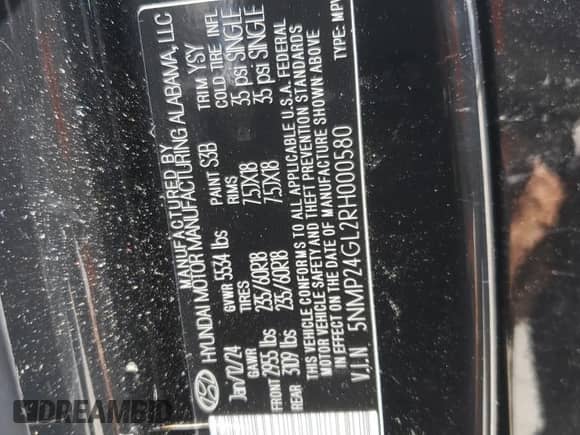 MANUFACTURED BY
HYUNDAI MOTOR MANUFACTURING ALABAMA, LLC
Jan/12/24 GVWR 5534 lbs PAINT S3B TRIM YSY
GAWR TIRES RIMS COLD TIRE INFL
FRONT 2955 lbs 235/60R18 7.5JX18 35 psi SINGLE
REAR 3109 lbs 235/60R18 7.5JX18 35 psi SINGLE
THIS VEHICLE CONFORMS TO ALL APPLICABLE U.S.A. FEDERAL
MOTOR VEHICLE SAFETY AND THEFT PREVENTION STANDARDS
IN EFFECT ON THE DATE OF MANUFACTURE SHOWN ABOVE
V.I.N 5NMP24GL2RH000580 TYPE: MPV
DREAMBID